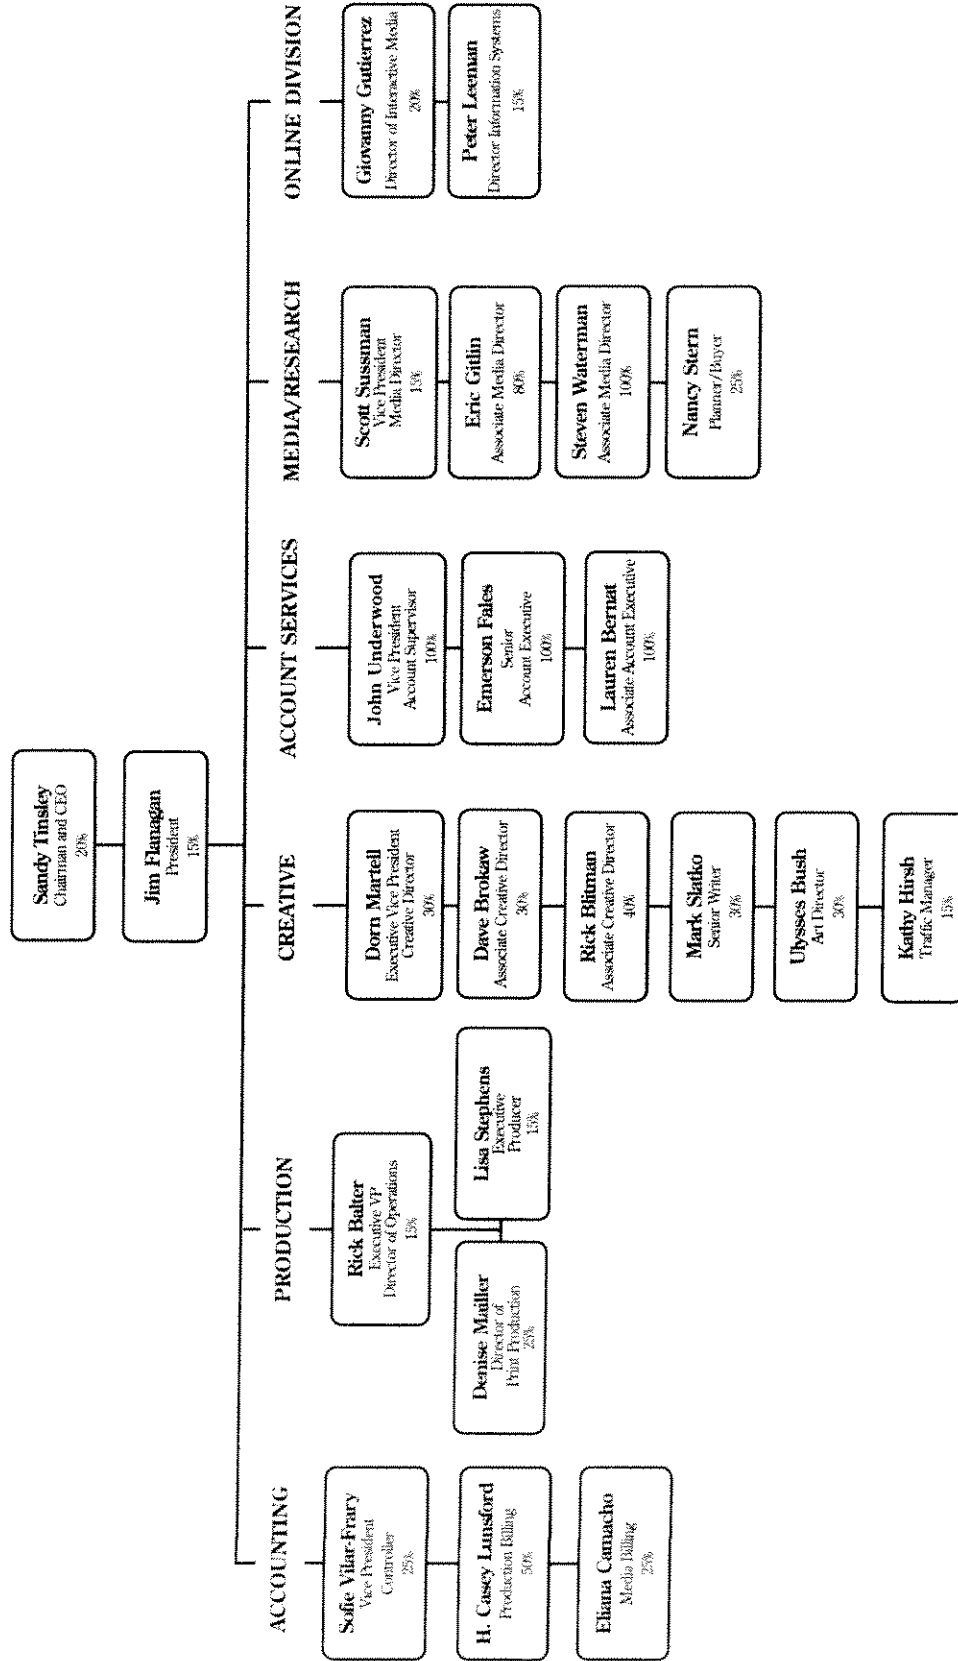 Sandy Tinsley
Chairman and CEO
20%
Jim Flanagan
President
15%
ACCOUNTING
Sofie Vilar-Frary
Vice President
Controller
25%
H. Casey Lunsford
Production Billing
50%
Eliana Camacho
Media Billing
25%
PRODUCTION
Rick Balter
Executive VP
Director of Operations
15%
Denise Mailler
Director of
Print Production
25%
Lisa Stephens
Executive
Producer
15%
CREATIVE
Dorn Martell
Executive Vice President
Creative Director
30%
Dave Brokaw
Associate Creative Director
30%
Rick Blitman
Associate Creative Director
40%
Mark Slatko
Senior Writer
30%
Ulysses Bush
Art Director
30%
Kathy Hirsh
Traffic Manager
15%
ACCOUNT SERVICES
John Underwood
Vice President
Account Supervisor
100%
Emerson Fales
Senior
Account Executive
100%
Lauren Bernat
Associate Account Executive
100%
MEDIA/RESEARCH
Scott Sussman
Vice President
Media Director
15%
Eric Gitlin
Associate Media Director
80%
Steven Waterman
Associate Media Director
100%
Nancy Stern
Planner/Buyer
25%
ONLINE DIVISION
Giovanny Gutierrez
Director of Interactive Media
20%
Peter Leeman
Director Information Systems
15%